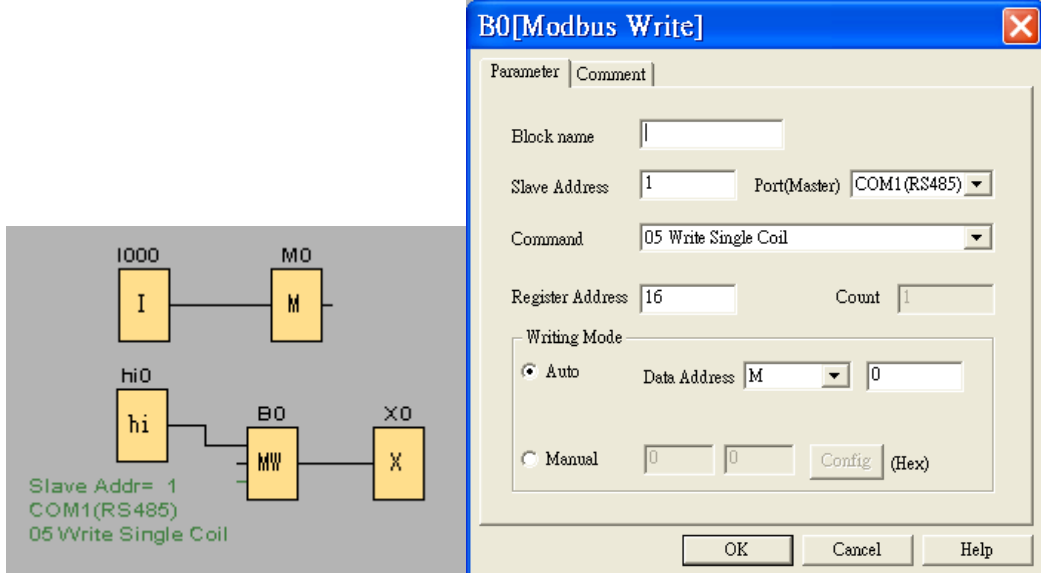 I000
M0
I
M
hi0
hi
B0
X0
MW
X
Slave Addr= 1
COM1(RS485)
05 Write Single Coil
B0[Modbus Write]
Parameter
Comment
Block name
Slave Address 1 Port(Master) COM1(RS485)
Command 05 Write Single Coil
Register Address 16 Count 1
Writing Mode
Auto Data Address M 0
Manual 0 0 Config (Hex)
OK Cancel Help